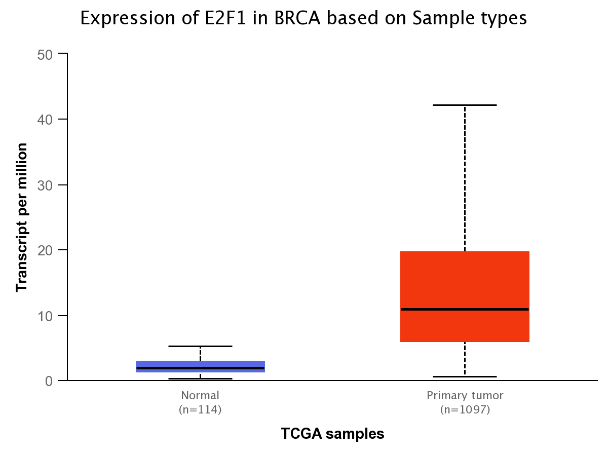 Expression of E2F1 in BRCA based on Sample types
Transcript per million
50
40
30
20
10
0
Normal
(n=114)
Primary tumor
(n=1097)
TCGA samples